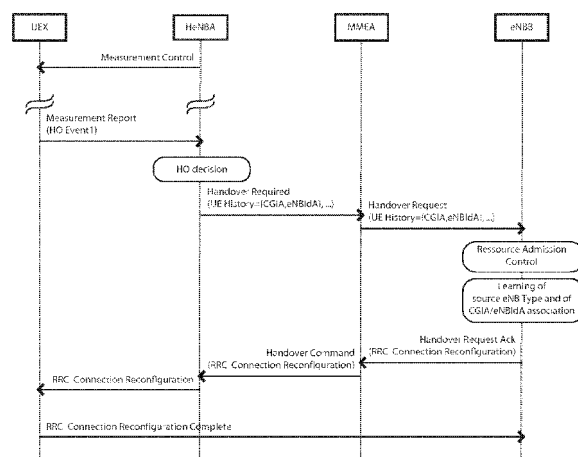 UEX
HeNBA
MMEA
eNBB
Measurement Control
Measurement Report
(HO Event1)
HO decision
Handover Required
(UE History={CGIA,eNBIdA}, ...)
Handover Request
(UE History={CGIA,eNBIdA}, ...)
Ressource Admission
Control
Learning of
source eNB Type and of
CGIA/eNBIdA association
Handover Request Ack
(RRC Connection Reconfiguration)
Handover Command
(RRC Connection Reconfiguration)
RRC Connection Reconfiguration
RRC Connection Reconfiguration Complete